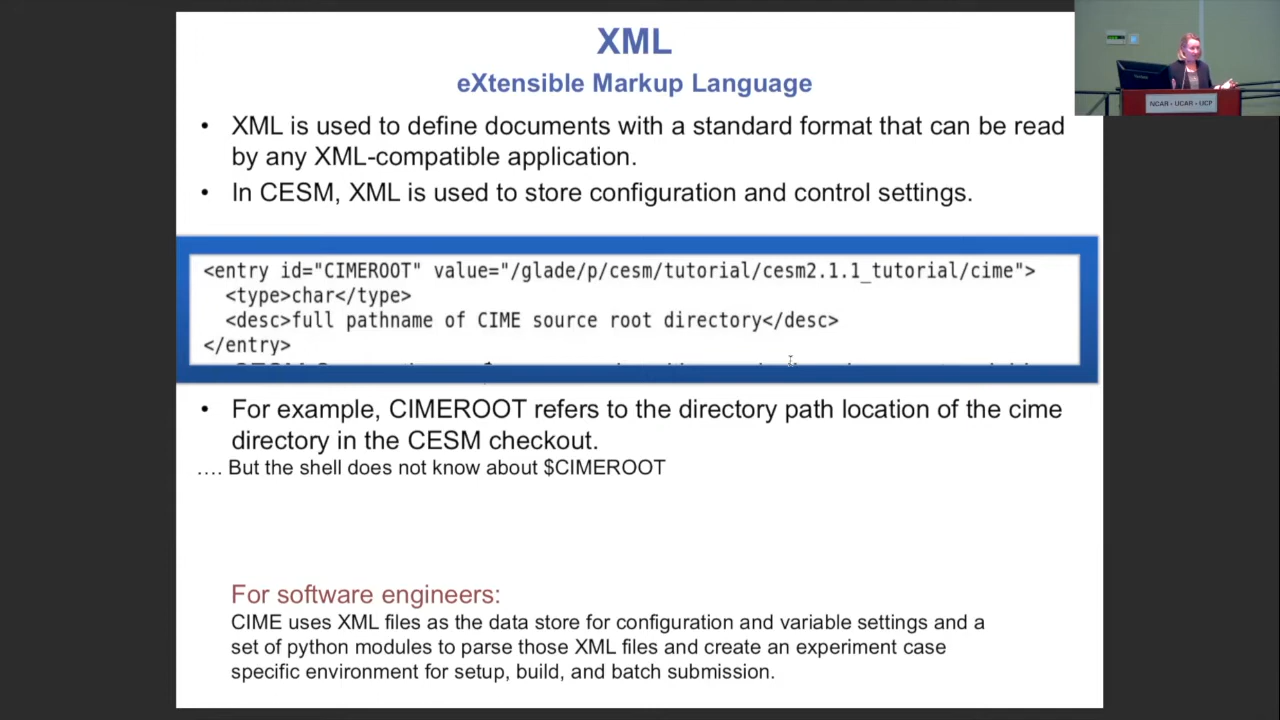 XML
eXtensible Markup Language
• XML is used to define documents with a standard format that can be read
by any XML-compatible application.
• In CESM, XML is used to store configuration and control settings.
<entry id="CIMEROOT" value="/glade/p/cesm/tutorial/cesm2.1.1_tutorial/cime">
<type>char</type>
<desc>full pathname of CIME source root directory</desc>
</entry>
• For example, CIMEROOT refers to the directory path location of the cime
directory in the CESM checkout.
…. But the shell does not know about $CIMEROOT
For software engineers:
CIME uses XML files as the data store for configuration and variable settings and a
set of python modules to parse those XML files and create an experiment case
specific environment for setup, build, and batch submission.
NCAR • UCAR • UCP